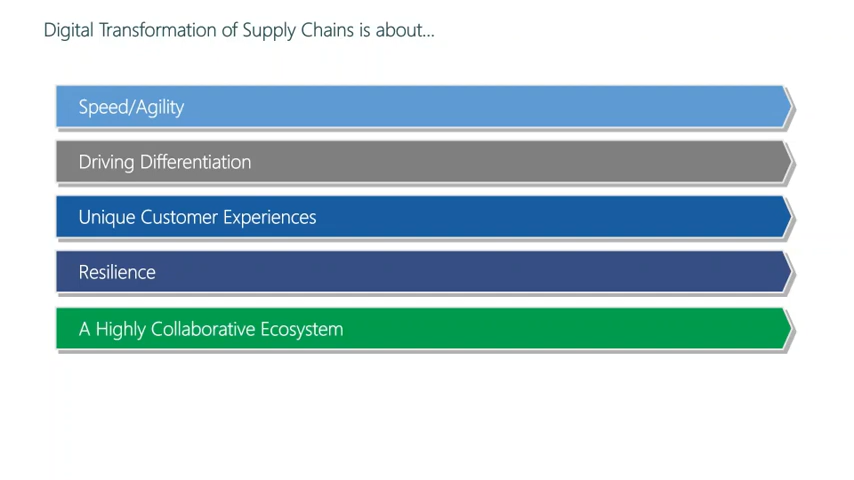 Digital Transformation of Supply Chains is about...
Speed/Agility
Driving Differentiation
Unique Customer Experiences
Resilience
A Highly Collaborative Ecosystem